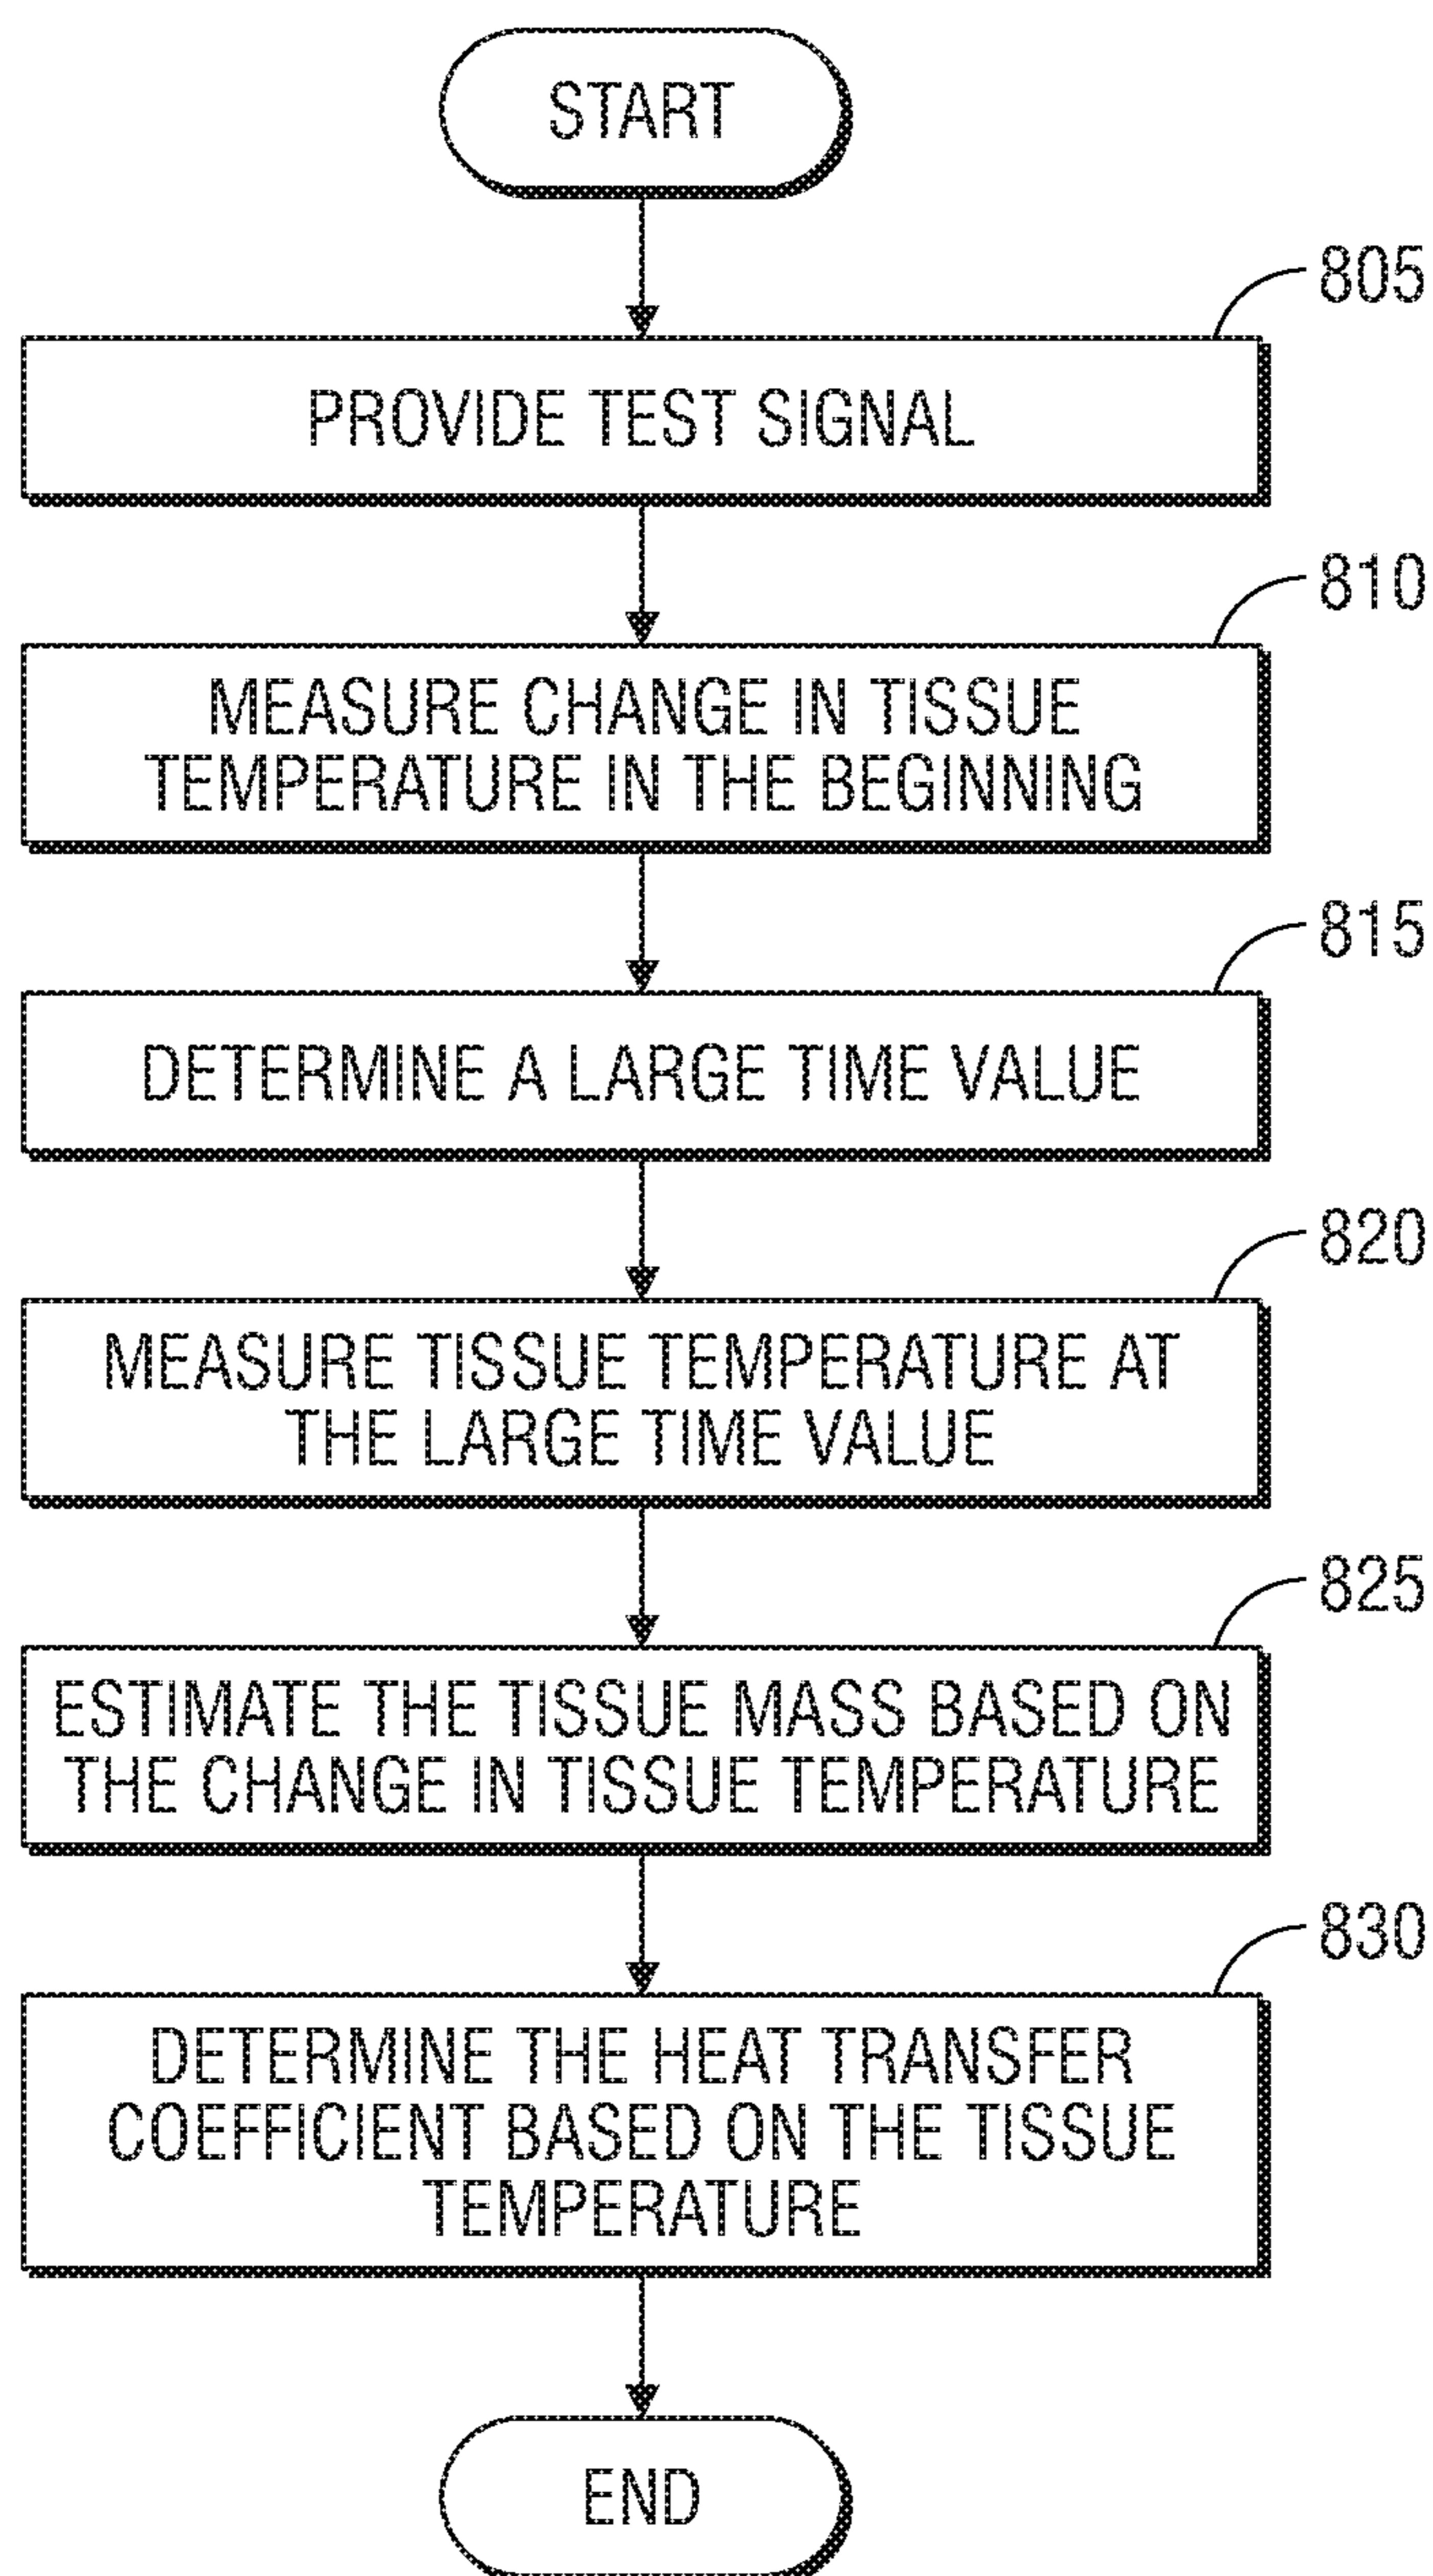 START
805
PROVIDE TEST SIGNAL
810
MEASURE CHANGE IN TISSUE
TEMPERATURE IN THE BEGINNING
815
DETERMINE A LARGE TIME VALUE
820
MEASURE TISSUE TEMPERATURE AT
THE LARGE TIME VALUE
825
ESTIMATE THE TISSUE MASS BASED ON
THE CHANGE IN TISSUE TEMPERATURE
830
DETERMINE THE HEAT TRANSFER
COEFFICIENT BASED ON THE TISSUE
TEMPERATURE
END